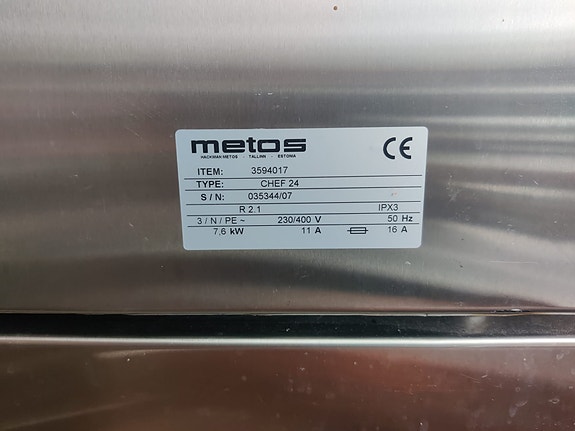 metos
HACKMAN METOS - TALLINN - ESTONIA
CE
ITEM: 3594017
TYPE: CHEF 24
S / N: 035344/07
R 2.1 IPX3
3 / N / PE ~ 230/400 V 50 Hz
7,6 kW 11 A 16 A